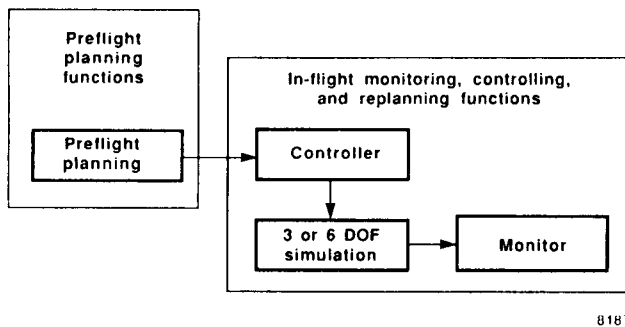 Preflight
planning
functions
In-flight monitoring, controlling,
and replanning functions
Preflight
planning
Controller
3 or 6 DOF
simulation
Monitor